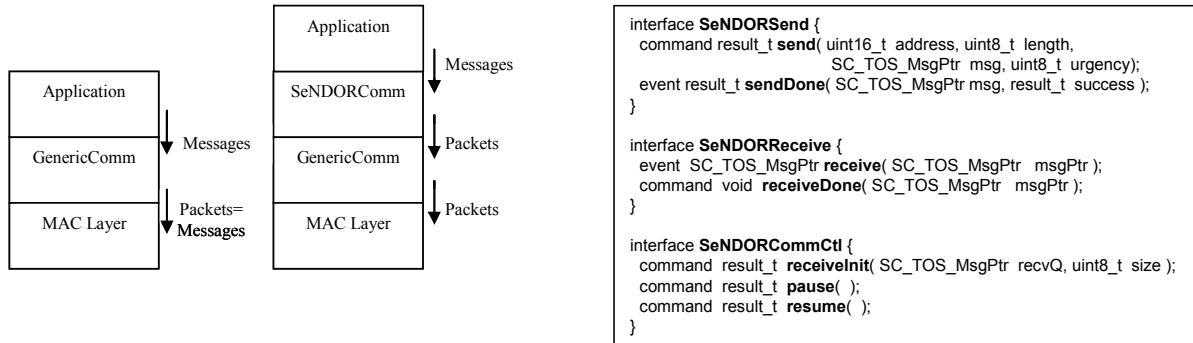 Application
GenericComm
MAC Layer
Messages
Packets=
Messages
Application
SeNDORComm
GenericComm
MAC Layer
Messages
Packets
Packets
interface SeNDORSend {
command result_t send( uint16_t address, uint8_t length,
SC_TOS_MsgPtr msg, uint8_t urgency);
event result_t sendDone( SC_TOS_MsgPtr msg, result_t success );
}
interface SeNDORReceive {
event SC_TOS_MsgPtr receive( SC_TOS_MsgPtr msgPtr );
command void receiveDone( SC_TOS_MsgPtr msgPtr );
}
interface SeNDORCommCtl {
command result_t receiveInit( SC_TOS_MsgPtr recvQ, uint8_t size );
command result_t pause( );
command result_t resume( );
}